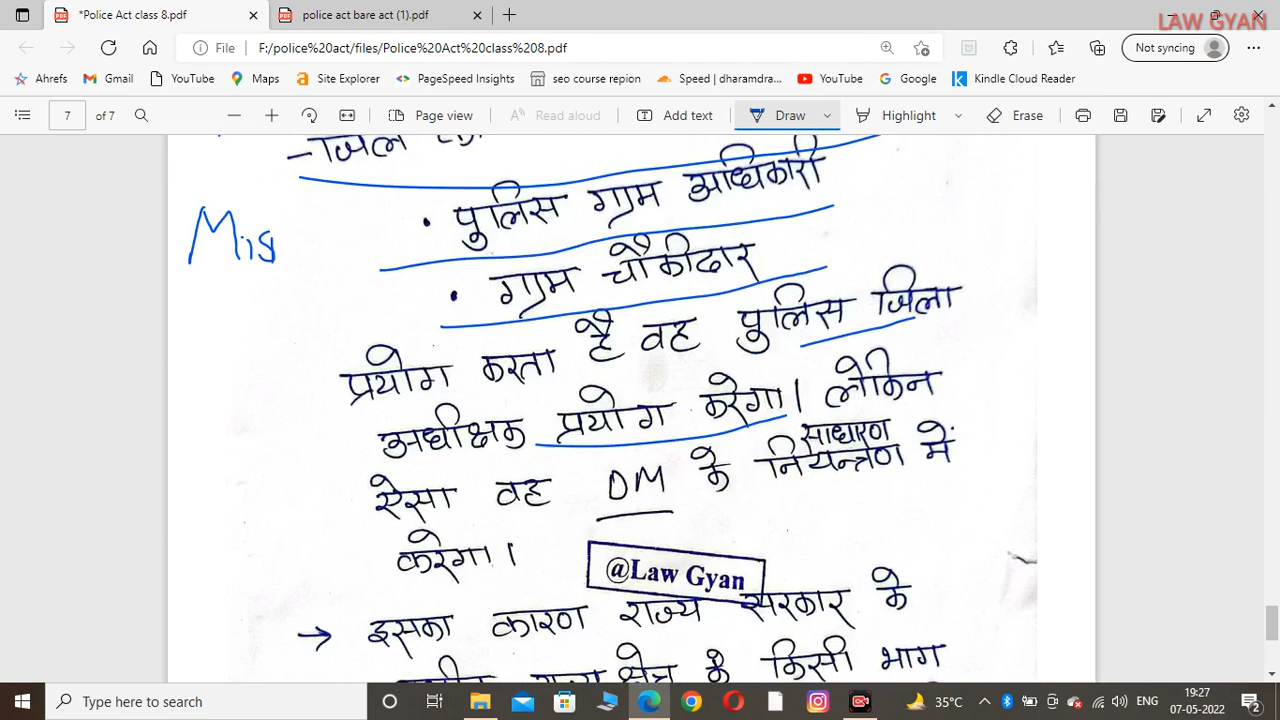 *Police Act class 8.pdf
police act bare act (1).pdf
LAW GYAN
File
F:/police%20act/files/Police%20Act%20class%208.pdf
Not syncing
Ahrefs
Gmail
YouTube
Maps
Site Explorer
PageSpeed Insights
seo course repion
Speed | dharamdra...
YouTube
Google
Kindle Cloud Reader
7 of 7
Page view
Read aloud
Add text
Draw
Highlight
Erase
• पुलिस ग्राम अधिकारी
• ग्राम चौकीदार
प्रयोग करता है वह पुलिस जिला
अधीक्षक प्रयोग करेगा। लेकिन
साधारण
ऐसा वह DM के नियन्त्रण में
करेगा।
@Law Gyan
→ इसका कारण राज्य सरकार के
क्षेत्र के किसी भाग
Type here to search
35°C
ENG
19:27
07-05-2022
2